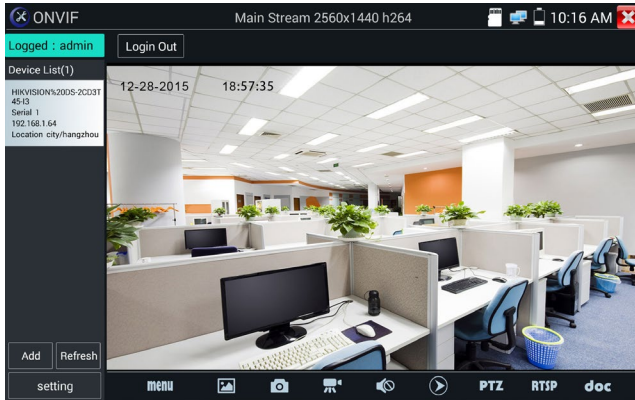 ONVIF
Main Stream 2560x1440 h264
10:16 AM
Logged : admin
Login Out
Device List(1)
HIKVISION%20DS-2CD3T
45-I3
Serial 1
192.168.1.64
Location city/hangzhou
12-28-2015 18:57:35
Add
Refresh
setting
menu
PTZ
RTSP
doc